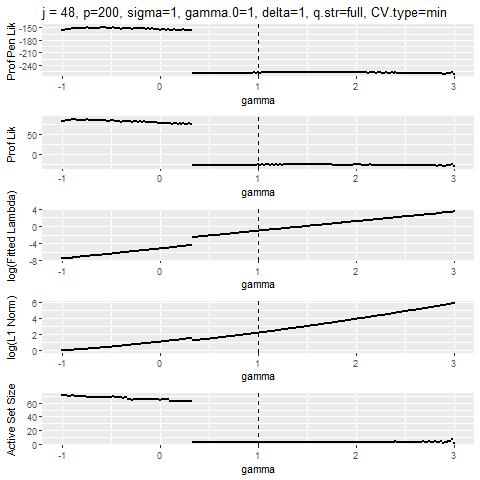 j = 48, p=200, sigma=1, gamma.0=1, delta=1, q.str=full, CV.type=min
Prof Pen Lik
-150
-180
-210
-240
-1 0 1 2 3
gamma
Prof Lik
50
0
-1 0 1 2 3
gamma
log(Fitted Lambda)
4
0
-4
-8
-1 0 1 2 3
gamma
log(L1 Norm)
6
4
2
0
-1 0 1 2 3
gamma
Active Set Size
60
40
20
0
-1 0 1 2 3
gamma